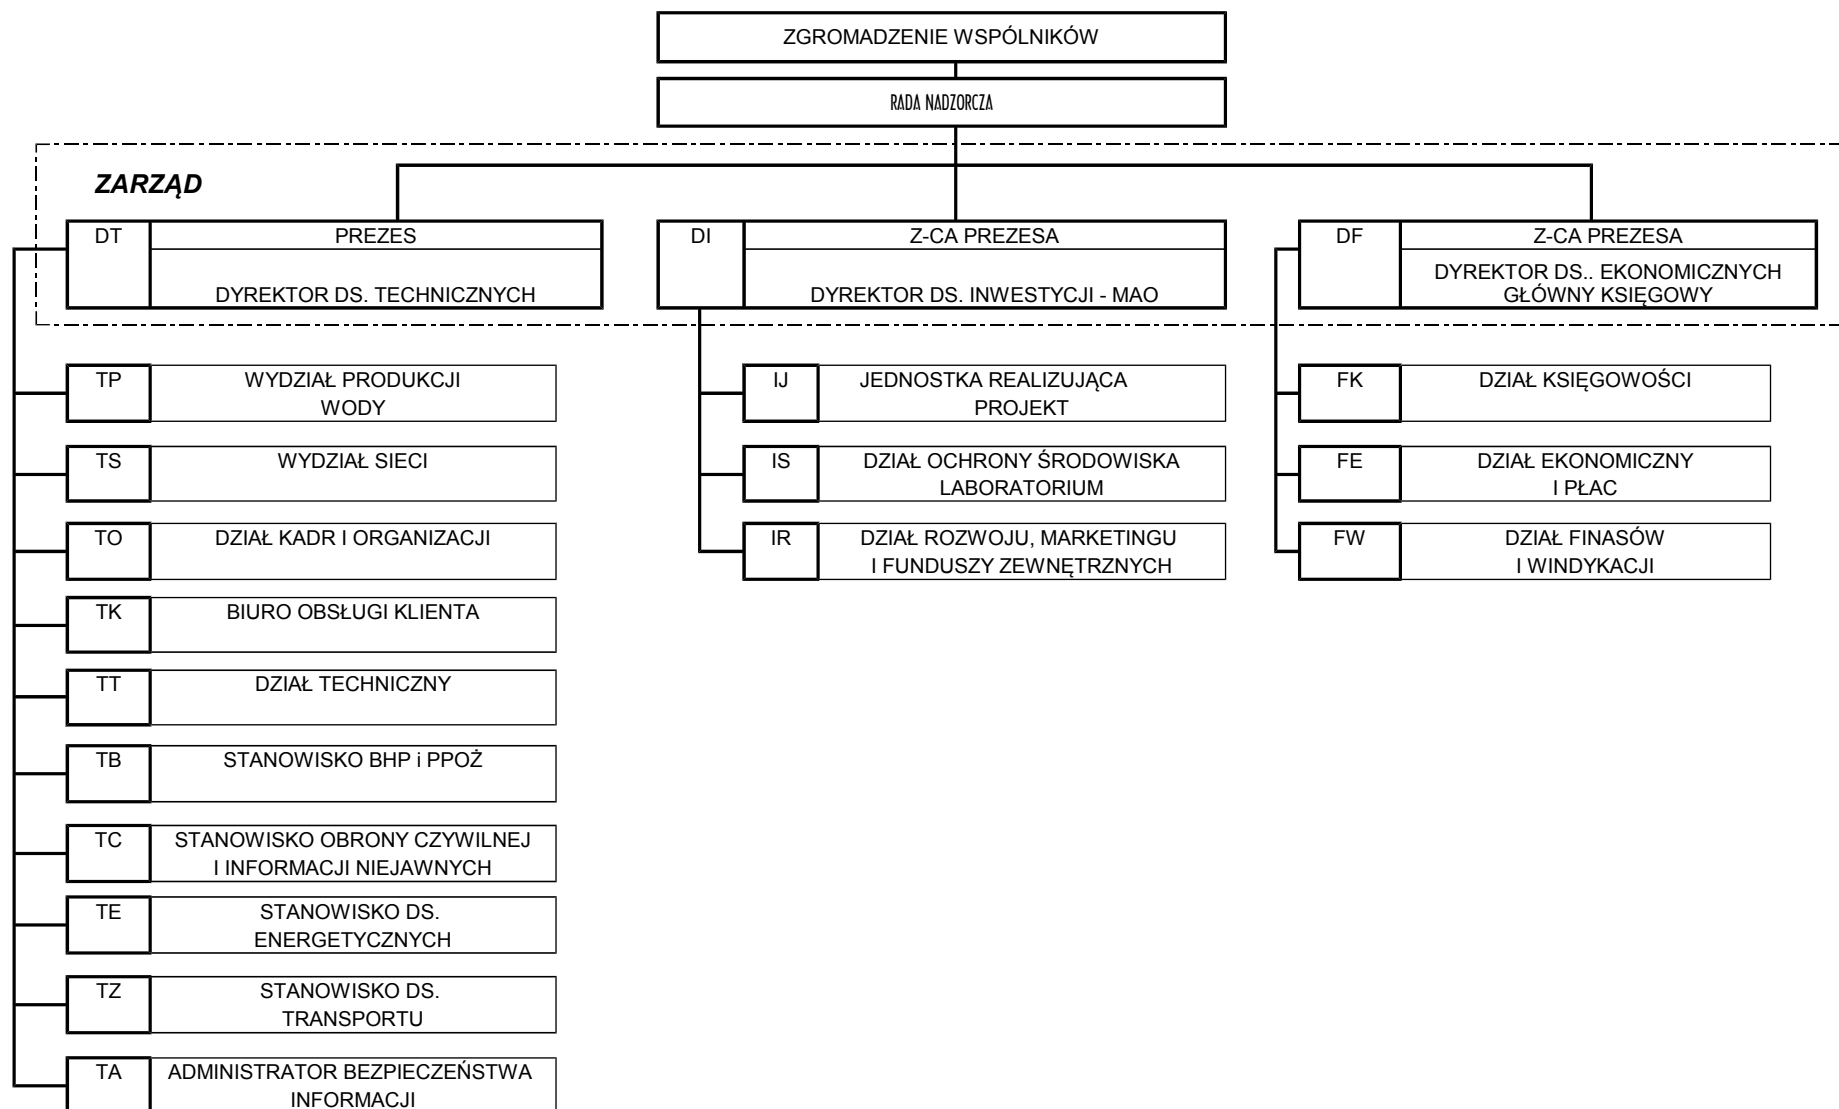 ZGROMADZENIE WSPÓLNIKÓW
RADA NADZORCZA
ZARZĄD
DT
PREZES
DYREKTOR DS. TECHNICZNYCH
DI
Z-CA PREZESA
DYREKTOR DS. INWESTYCJI - MAO
DF
Z-CA PREZESA
DYREKTOR DS.. EKONOMICZNYCH
GŁÓWNY KSIĘGOWY
TP
WYDZIAŁ PRODUKCJI
WODY
TS
WYDZIAŁ SIECI
TO
DZIAŁ KADR I ORGANIZACJI
TK
BIURO OBSŁUGI KLIENTA
TT
DZIAŁ TECHNICZNY
TB
STANOWISKO BHP i PPOŻ
TC
STANOWISKO OBRONY CZYWILNEJ
I INFORMACJI NIEJAWNYCH
TE
STANOWISKO DS.
ENERGETYCZNYCH
TZ
STANOWISKO DS.
TRANSPORTU
TA
ADMINISTRATOR BEZPIECZEŃSTWA
INFORMACJI
IJ
JEDNOSTKA REALIZUJĄCA
PROJEKT
IS
DZIAŁ OCHRONY ŚRODOWISKA
LABORATORIUM
IR
DZIAŁ ROZWOJU, MARKETINGU
I FUNDUSZY ZEWNĘTRZNYCH
FK
DZIAŁ KSIĘGOWOŚCI
FE
DZIAŁ EKONOMICZNY
I PŁAC
FW
DZIAŁ FINASÓW
I WINDYKACJI